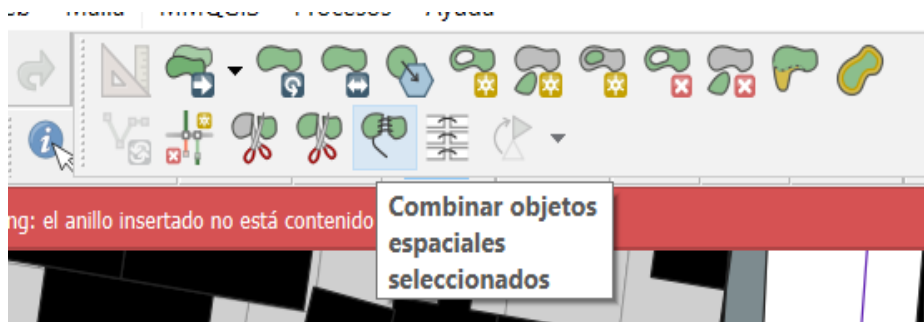 Malla MMQGIS Procesos Ayuda
ng: el anillo insertado no está contenido
Combinar objetos
espaciales
seleccionados